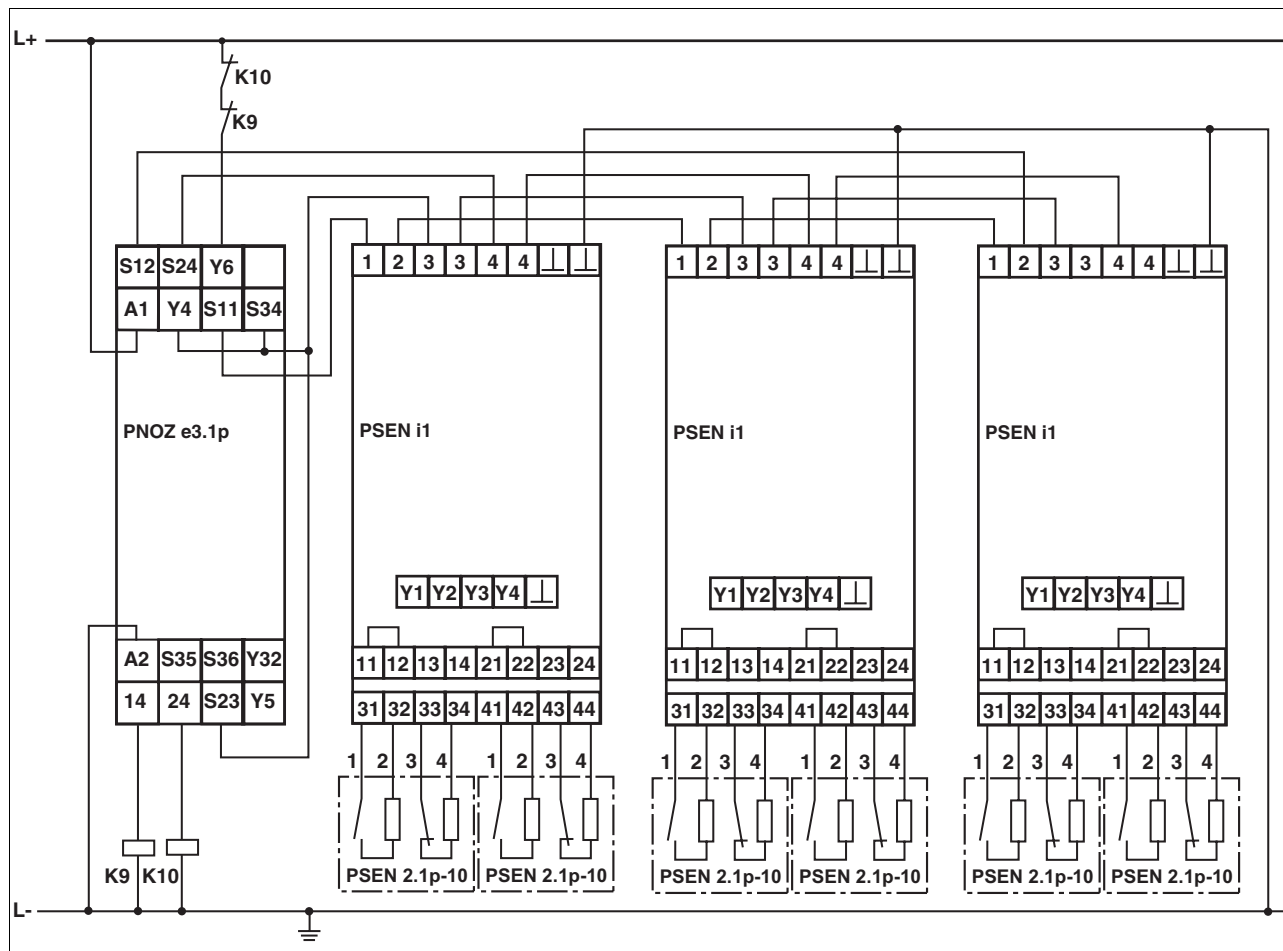 L+
K10
K9
S12 S24 Y6
A1 Y4 S11 S34
PNOZ e3.1p
A2 S35 S36 Y32
14 24 S23 Y5
K9 K10
L-
1 2 3 3 4 4 ⊥ ⊥
PSEN i1
Y1 Y2 Y3 Y4 ⊥
11 12 13 14 21 22 23 24
31 32 33 34 41 42 43 44
1 2 3 4 1 2 3 4
PSEN 2.1p-10 PSEN 2.1p-10
1 2 3 3 4 4 ⊥ ⊥
PSEN i1
Y1 Y2 Y3 Y4 ⊥
11 12 13 14 21 22 23 24
31 32 33 34 41 42 43 44
1 2 3 4 1 2 3 4
PSEN 2.1p-10 PSEN 2.1p-10
1 2 3 3 4 4 ⊥ ⊥
PSEN i1
Y1 Y2 Y3 Y4 ⊥
11 12 13 14 21 22 23 24
31 32 33 34 41 42 43 44
1 2 3 4 1 2 3 4
PSEN 2.1p-10 PSEN 2.1p-10